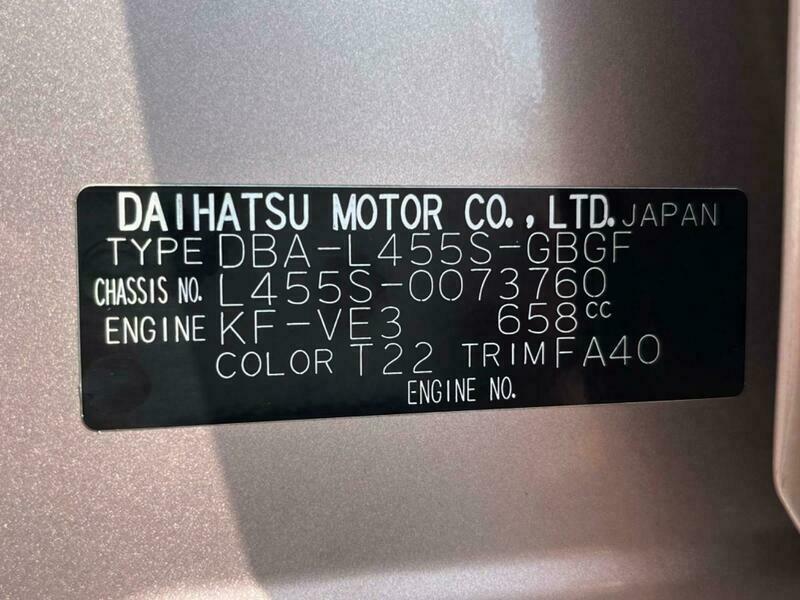 DAIHATSU MOTOR CO., LTD. JAPAN
TYPE DBA-L455S-GBGF
CHASSIS NO. L455S-0073760
ENGINE KF-VE3 658cc
COLOR T22 TRIM FA40
ENGINE NO.